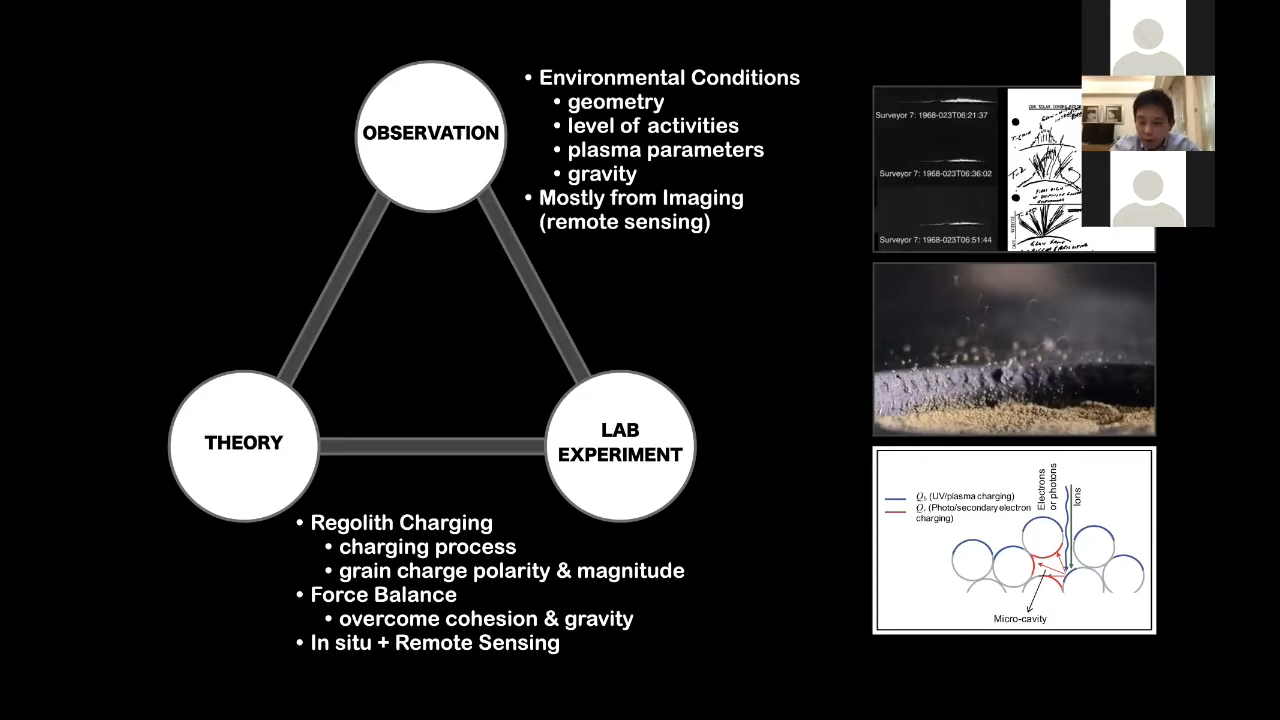 OBSERVATION
• Environmental Conditions
• geometry
• level of activities
• plasma parameters
• gravity
• Mostly from Imaging
(remote sensing)
THEORY
LAB
EXPERIMENT
• Regolith Charging
• charging process
• grain charge polarity & magnitude
• Force Balance
• overcome cohesion & gravity
• In situ + Remote Sensing
Surveyor 7: 1968-023T06:21:37
Surveyor 7: 1968-023T06:36:02
Surveyor 7: 1968-023T06:51:44
T-2
Electrons
or photons
Ions
Qb (UV/plasma charging)
Qc (Photo/secondary electron
charging)
Micro-cavity